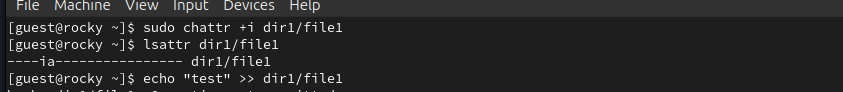 File Machine View Input Devices Help
[guest@rocky ~]$ sudo chattr +i dir1/file1
[guest@rocky ~]$ lsattr dir1/file1
----ia---------------- dir1/file1
[guest@rocky ~]$ echo "test" >> dir1/file1